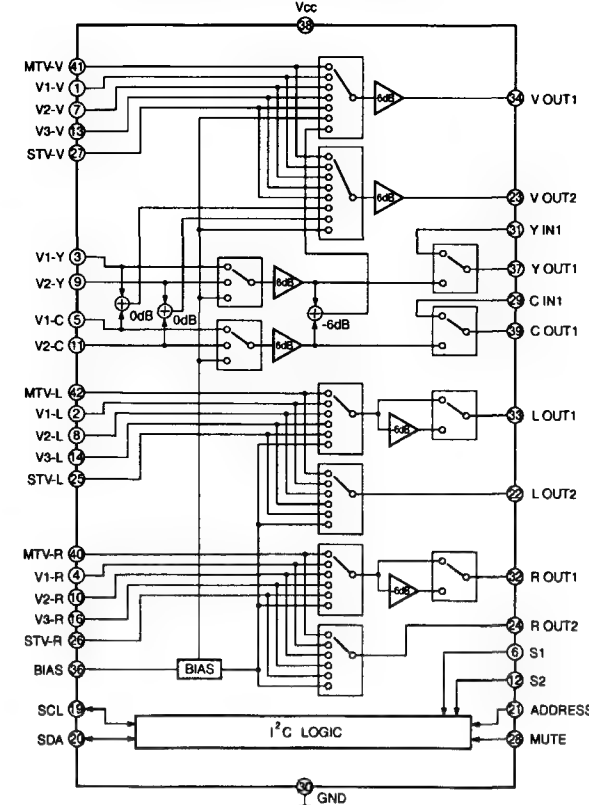 Vcc
38
MTV-V 41
V1-V 1
V2-V 7
V3-V 13
STV-V 27
6dB
34 V OUT1
6dB
23 V OUT2
31 Y IN1
V1-Y 3
V2-Y 9
0dB
0dB
6dB
37 Y OUT1
29 C IN1
V1-C 5
V2-C 11
6dB
-6dB
39 C OUT1
MTV-L 42
V1-L 2
V2-L 8
V3-L 14
STV-L 25
-6dB
33 L OUT1
22 L OUT2
MTV-R 40
V1-R 4
V2-R 10
V3-R 16
STV-R 26
-6dB
32 R OUT1
24 R OUT2
BIAS 36
BIAS
6 S1
12 S2
SCL 19
SDA 20
I²C LOGIC
21 ADDRESS
28 MUTE
30
GND